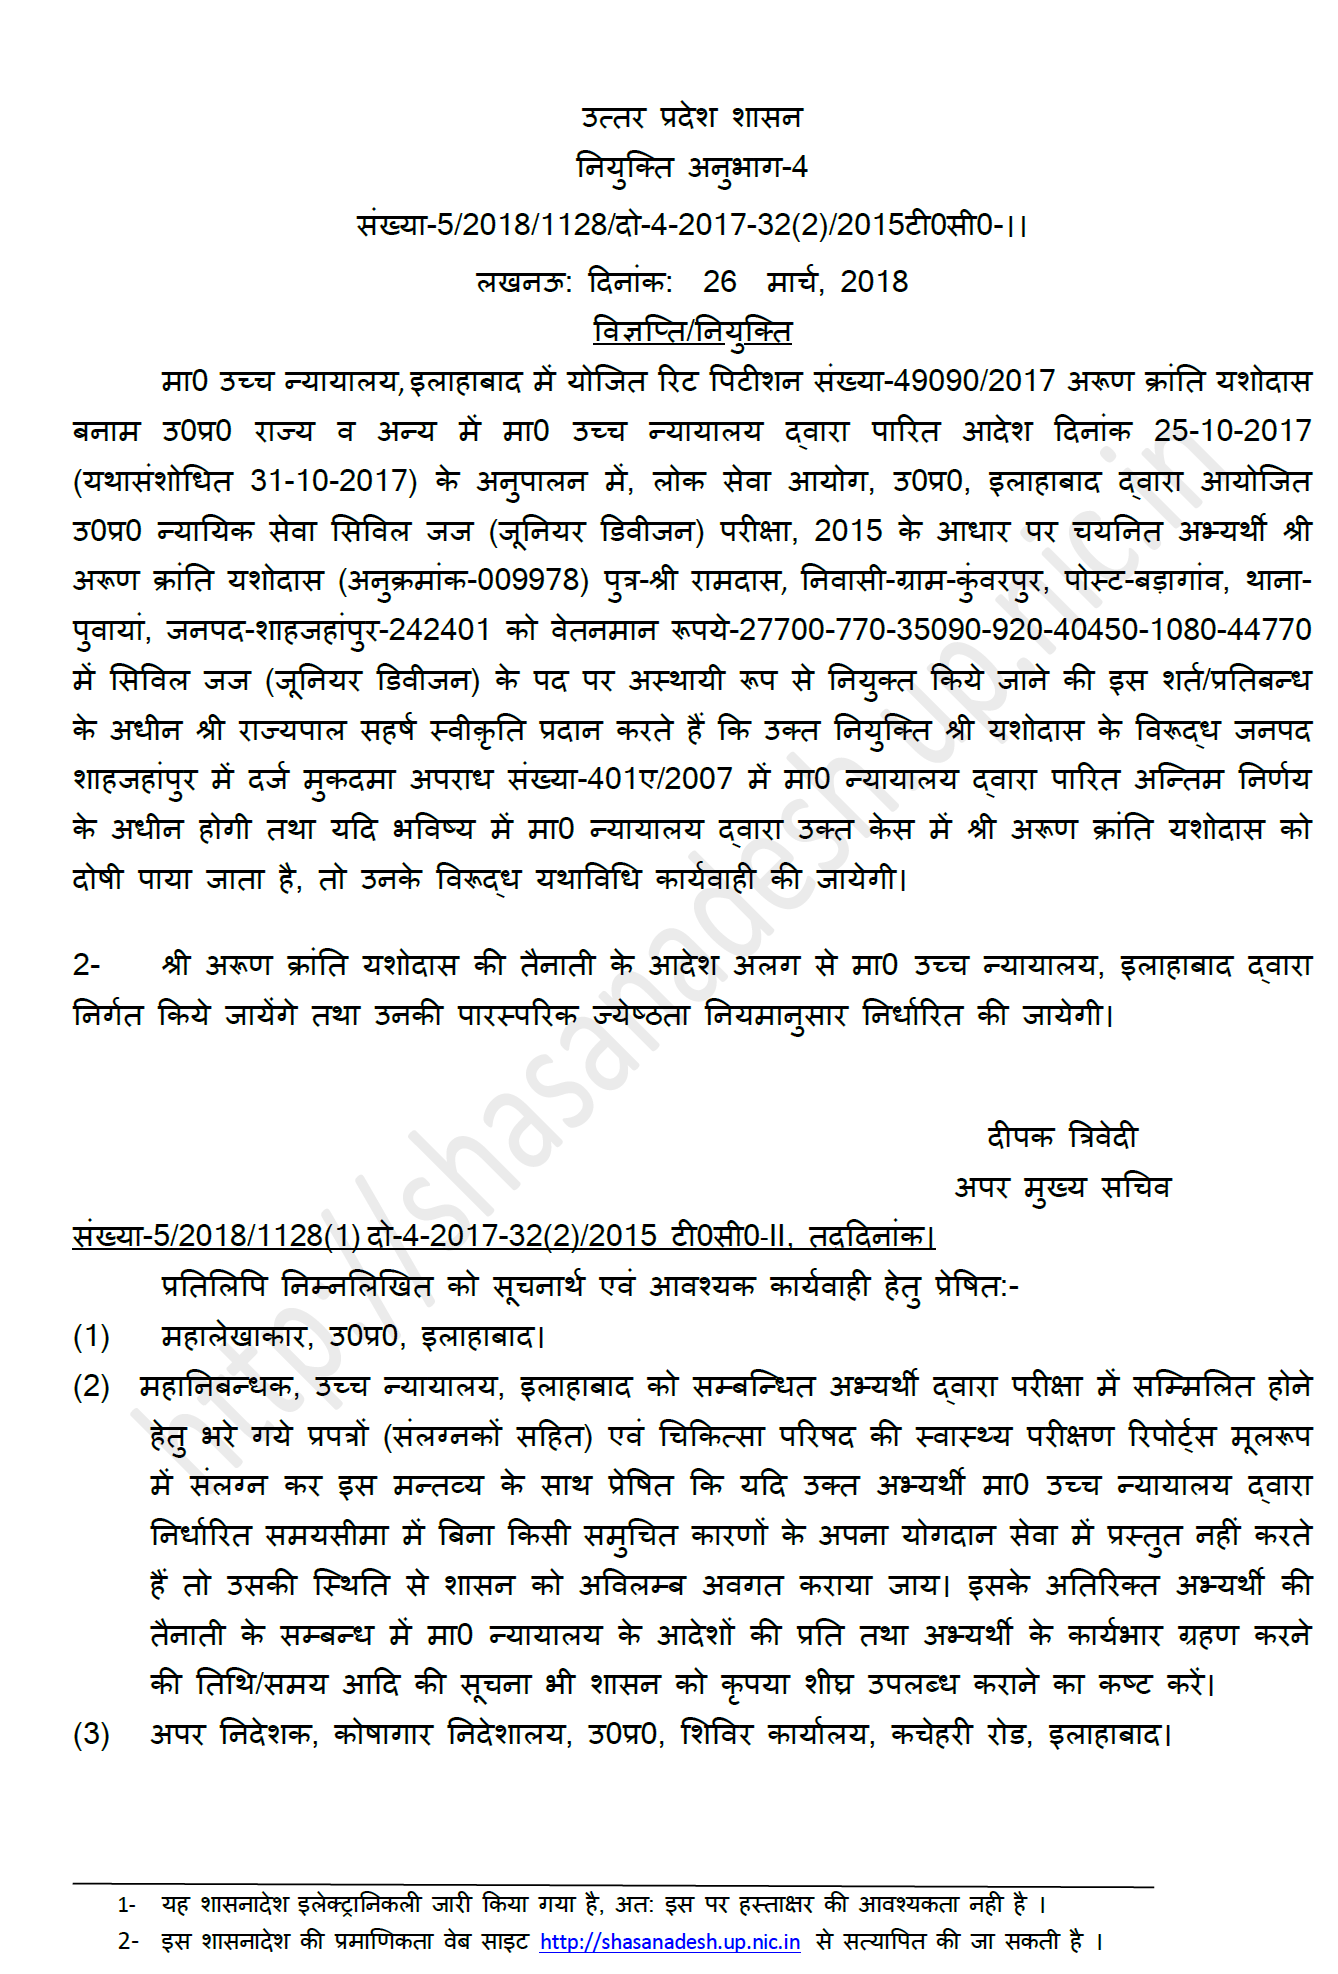 उत्तर प्रदेश शासन
नियुक्ति अनुभाग-4
संख्या-5/2018/1128/दो-4-2017-32(2)/2015टी0सी0-।।
लखनऊ: दिनांक: 26 मार्च, 2018
विज्ञप्ति/नियुक्ति
मा0 उच्च न्यायालय, इलाहाबाद में योजित रिट पिटीशन संख्या-49090/2017 अरूण क्रांति यशोदास
बनाम उ0प्र0 राज्य व अन्य में मा0 उच्च न्यायालय द्वारा पारित आदेश दिनांक 25-10-2017
(यथासंशोधित 31-10-2017) के अनुपालन में, लोक सेवा आयोग, उ0प्र0, इलाहाबाद द्वारा आयोजित
उ0प्र0 न्यायिक सेवा सिविल जज (जूनियर डिवीजन) परीक्षा, 2015 के आधार पर चयनित अभ्यर्थी श्री
अरूण क्रांति यशोदास (अनुक्रमांक-009978) पुत्र-श्री रामदास, निवासी-ग्राम-कुंवरपुर, पोस्ट-बड़ागांव, थाना-
पुवायां, जनपद-शाहजहांपुर-242401 को वेतनमान रूपये-27700-770-35090-920-40450-1080-44770
में सिविल जज (जूनियर डिवीजन) के पद पर अस्थायी रूप से नियुक्त किये जाने की इस शर्त/प्रतिबन्ध
के अधीन श्री राज्यपाल सहर्ष स्वीकृति प्रदान करते हैं कि उक्त नियुक्ति श्री यशोदास के विरूद्ध जनपद
शाहजहांपुर में दर्ज मुकदमा अपराध संख्या-401ए/2007 में मा0 न्यायालय द्वारा पारित अन्तिम निर्णय
के अधीन होगी तथा यदि भविष्य में मा0 न्यायालय द्वारा उक्त केस में श्री अरूण क्रांति यशोदास को
दोषी पाया जाता है, तो उनके विरूद्ध यथाविधि कार्यवाही की जायेगी।
2- श्री अरूण क्रांति यशोदास की तैनाती के आदेश अलग से मा0 उच्च न्यायालय, इलाहाबाद द्वारा
निर्गत किये जायेंगे तथा उनकी पारस्परिक ज्येष्ठता नियमानुसार निर्धारित की जायेगी।
दीपक त्रिवेदी
अपर मुख्य सचिव
संख्या-5/2018/1128(1) दो-4-2017-32(2)/2015 टी0सी0-II, तद्दिनांक।
प्रतिलिपि निम्नलिखित को सूचनार्थ एवं आवश्यक कार्यवाही हेतु प्रेषित:-
(1) महालेखाकार, उ0प्र0, इलाहाबाद।
(2) महानिबन्धक, उच्च न्यायालय, इलाहाबाद को सम्बन्धित अभ्यर्थी द्वारा परीक्षा में सम्मिलित होने
हेतु भरे गये प्रपत्रों (संलग्नकों सहित) एवं चिकित्सा परिषद की स्वास्थ्य परीक्षण रिपोर्ट्स मूलरूप
में संलग्न कर इस मन्तव्य के साथ प्रेषित कि यदि उक्त अभ्यर्थी मा0 उच्च न्यायालय द्वारा
निर्धारित समयसीमा में बिना किसी समुचित कारणों के अपना योगदान सेवा में प्रस्तुत नहीं करते
हैं तो उसकी स्थिति से शासन को अविलम्ब अवगत कराया जाय। इसके अतिरिक्त अभ्यर्थी की
तैनाती के सम्बन्ध में मा0 न्यायालय के आदेशों की प्रति तथा अभ्यर्थी के कार्यभार ग्रहण करने
की तिथि/समय आदि की सूचना भी शासन को कृपया शीघ्र उपलब्ध कराने का कष्ट करें।
(3) अपर निदेशक, कोषागार निदेशालय, उ0प्र0, शिविर कार्यालय, कचेहरी रोड, इलाहाबाद।
1- यह शासनादेश इलेक्ट्रानिकली जारी किया गया है, अत: इस पर हस्ताक्षर की आवश्यकता नही है ।
2- इस शासनादेश की प्रमाणिकता वेब साइट http://shasanadesh.up.nic.in से सत्यापित की जा सकती है ।
http://shasanadesh.up.nic.in